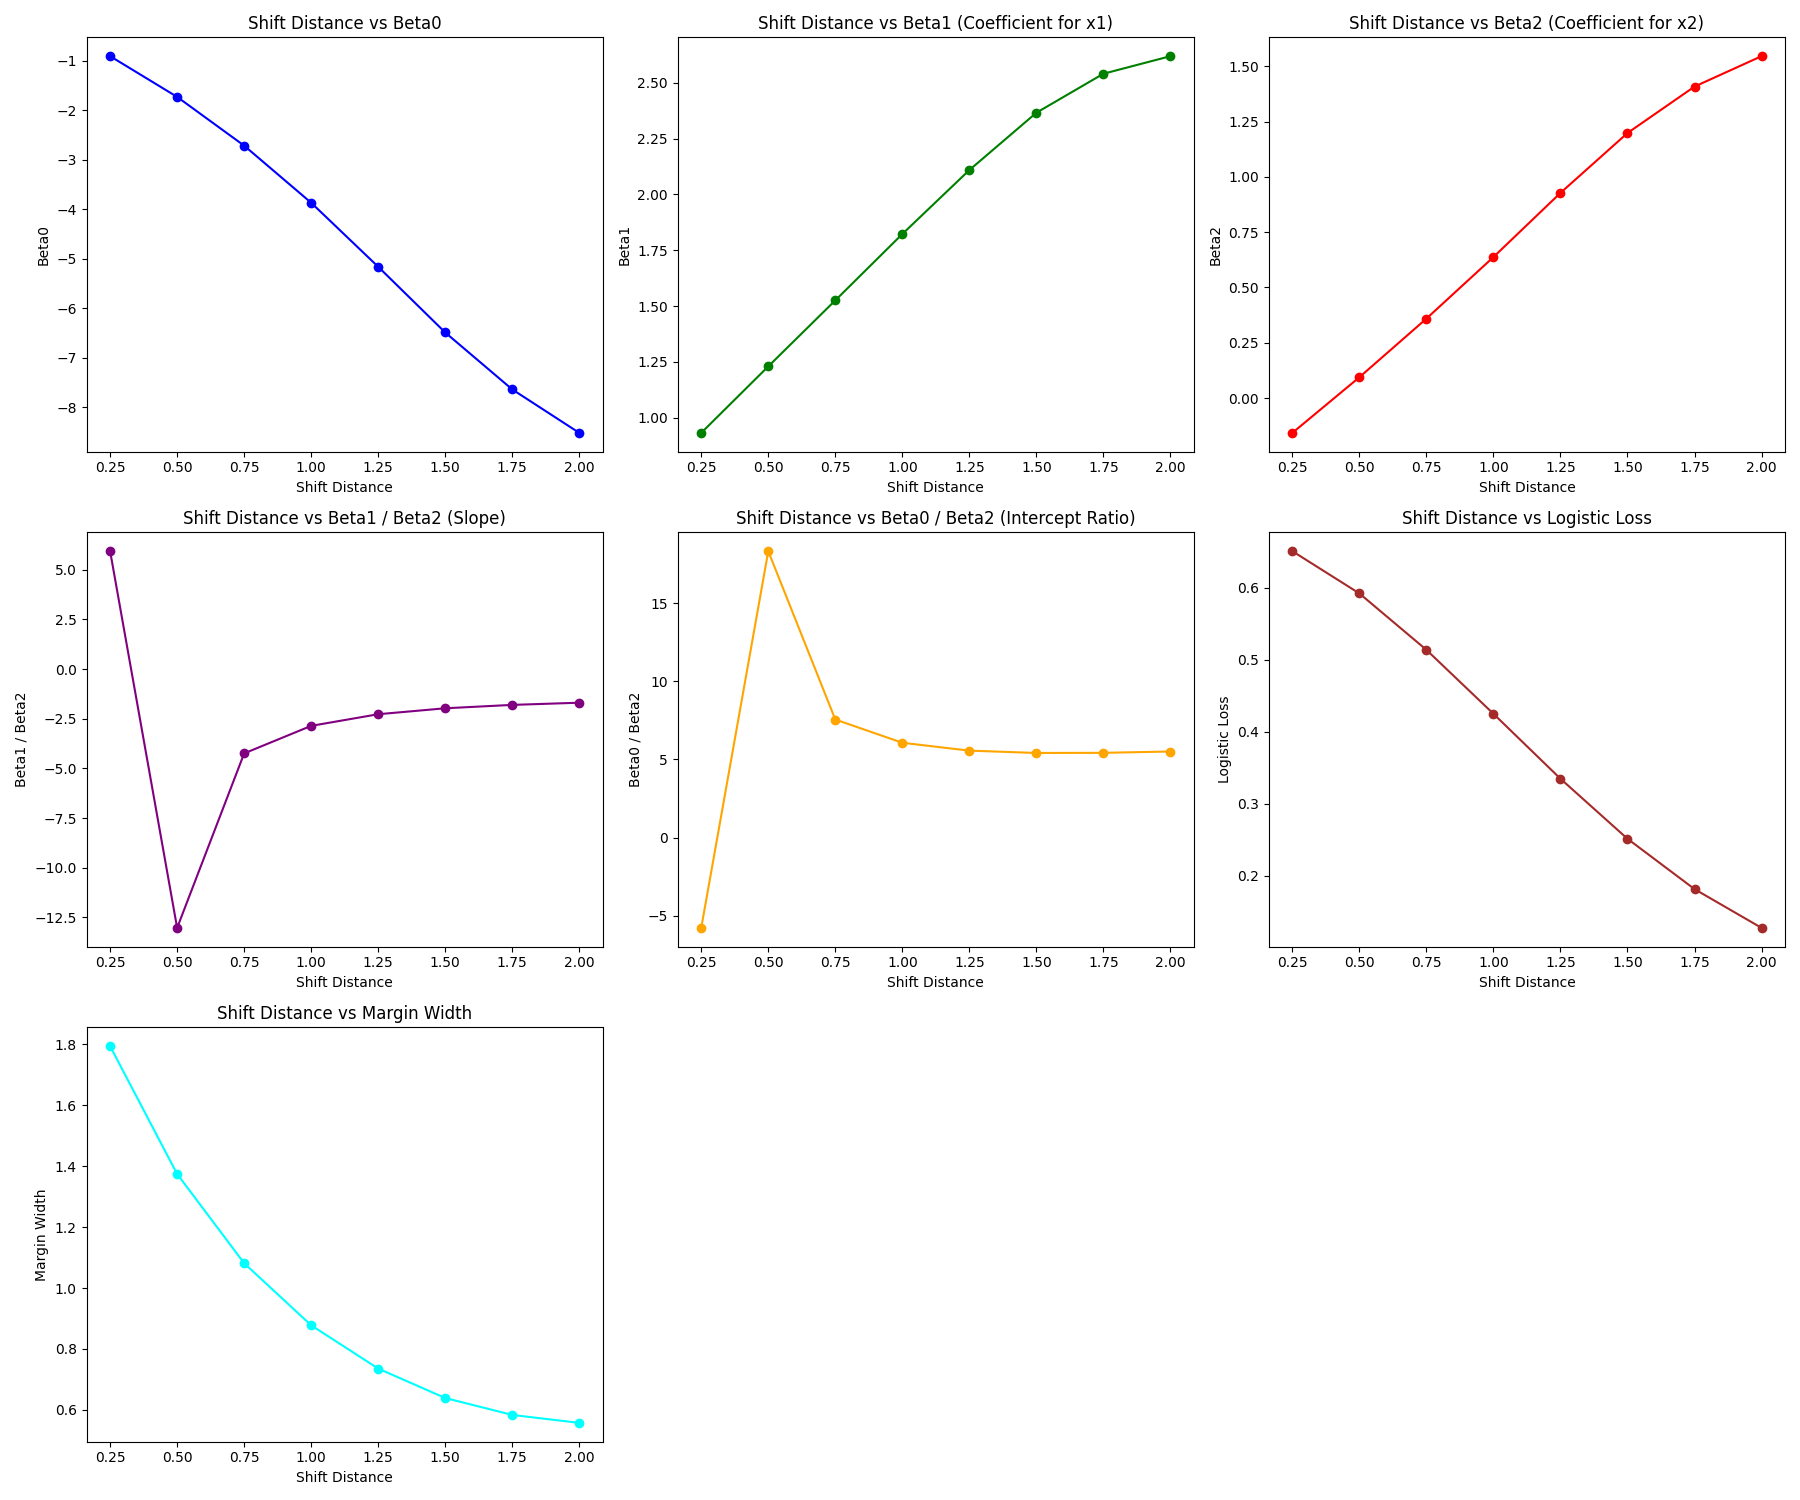 Shift Distance vs Beta0
Beta0
−1
−2
−3
−4
−5
−6
−7
−8
0.25 0.50 0.75 1.00 1.25 1.50 1.75 2.00
Shift Distance
Shift Distance vs Beta1 (Coefficient for x1)
Beta1
2.50
2.25
2.00
1.75
1.50
1.25
1.00
0.25 0.50 0.75 1.00 1.25 1.50 1.75 2.00
Shift Distance
Shift Distance vs Beta2 (Coefficient for x2)
Beta2
1.50
1.25
1.00
0.75
0.50
0.25
0.00
0.25 0.50 0.75 1.00 1.25 1.50 1.75 2.00
Shift Distance
Shift Distance vs Beta1 / Beta2 (Slope)
Beta1 / Beta2
5.0
2.5
0.0
−2.5
−5.0
−7.5
−10.0
−12.5
0.25 0.50 0.75 1.00 1.25 1.50 1.75 2.00
Shift Distance
Shift Distance vs Beta0 / Beta2 (Intercept Ratio)
Beta0 / Beta2
15
10
5
0
−5
0.25 0.50 0.75 1.00 1.25 1.50 1.75 2.00
Shift Distance
Shift Distance vs Logistic Loss
Logistic Loss
0.6
0.5
0.4
0.3
0.2
0.25 0.50 0.75 1.00 1.25 1.50 1.75 2.00
Shift Distance
Shift Distance vs Margin Width
Margin Width
1.8
1.6
1.4
1.2
1.0
0.8
0.6
0.25 0.50 0.75 1.00 1.25 1.50 1.75 2.00
Shift Distance